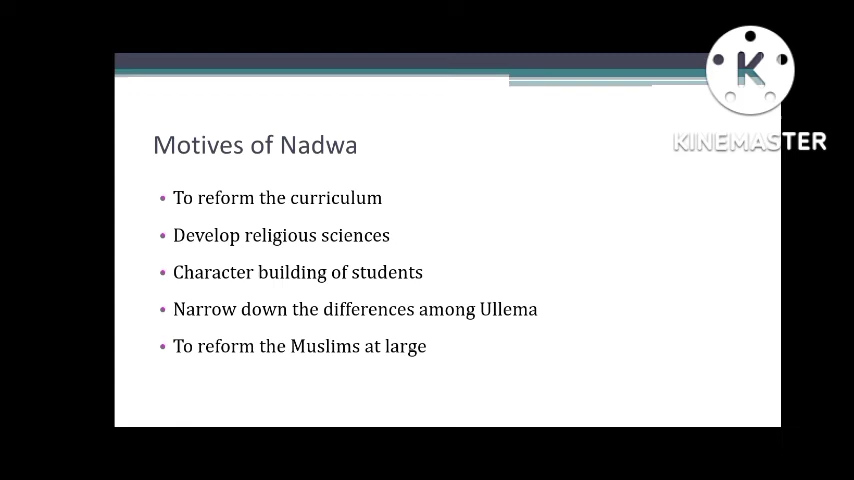 K
KINEMASTER
Motives of Nadwa
• To reform the curriculum
• Develop religious sciences
• Character building of students
• Narrow down the differences among Ullema
• To reform the Muslims at large